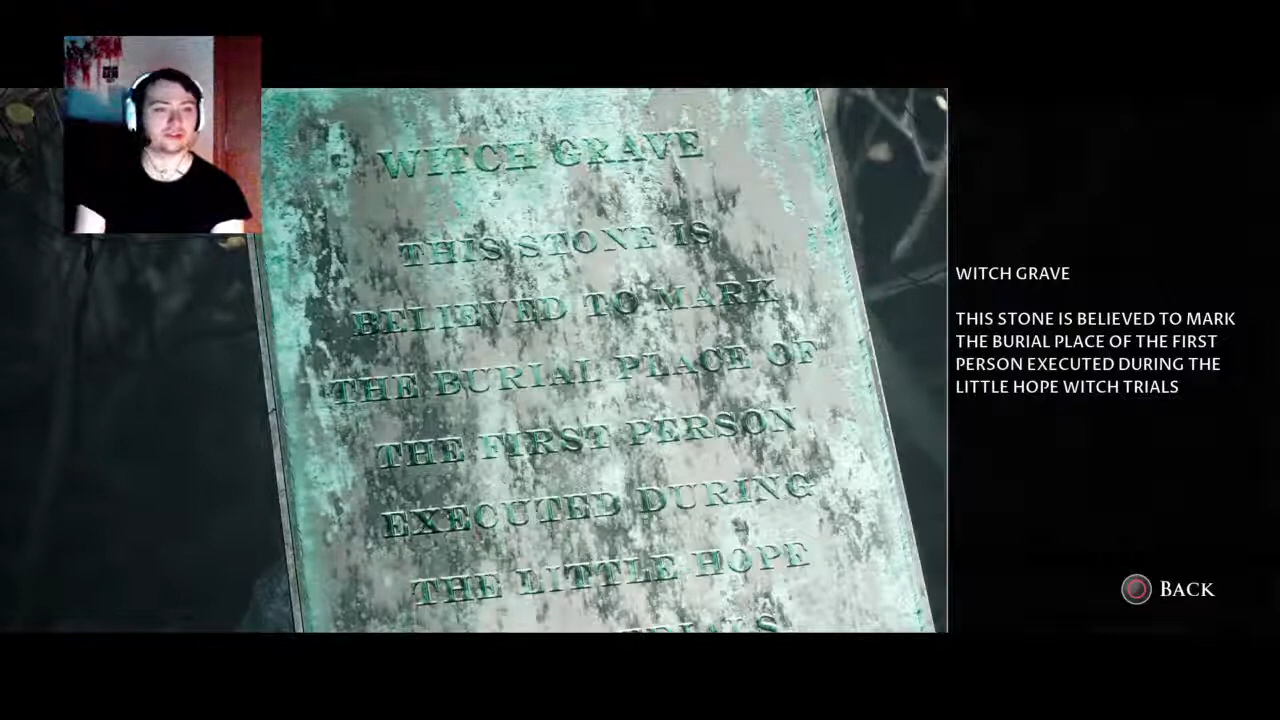 WITCH GRAVE
THIS STONE IS
BELIEVED TO MARK
THE BURIAL PLACE OF
THE FIRST PERSON
EXECUTED DURING
THE LITTLE HOPE
TRIALS
WITCH GRAVE
THIS STONE IS BELIEVED TO MARK
THE BURIAL PLACE OF THE FIRST
PERSON EXECUTED DURING THE
LITTLE HOPE WITCH TRIALS
BACK